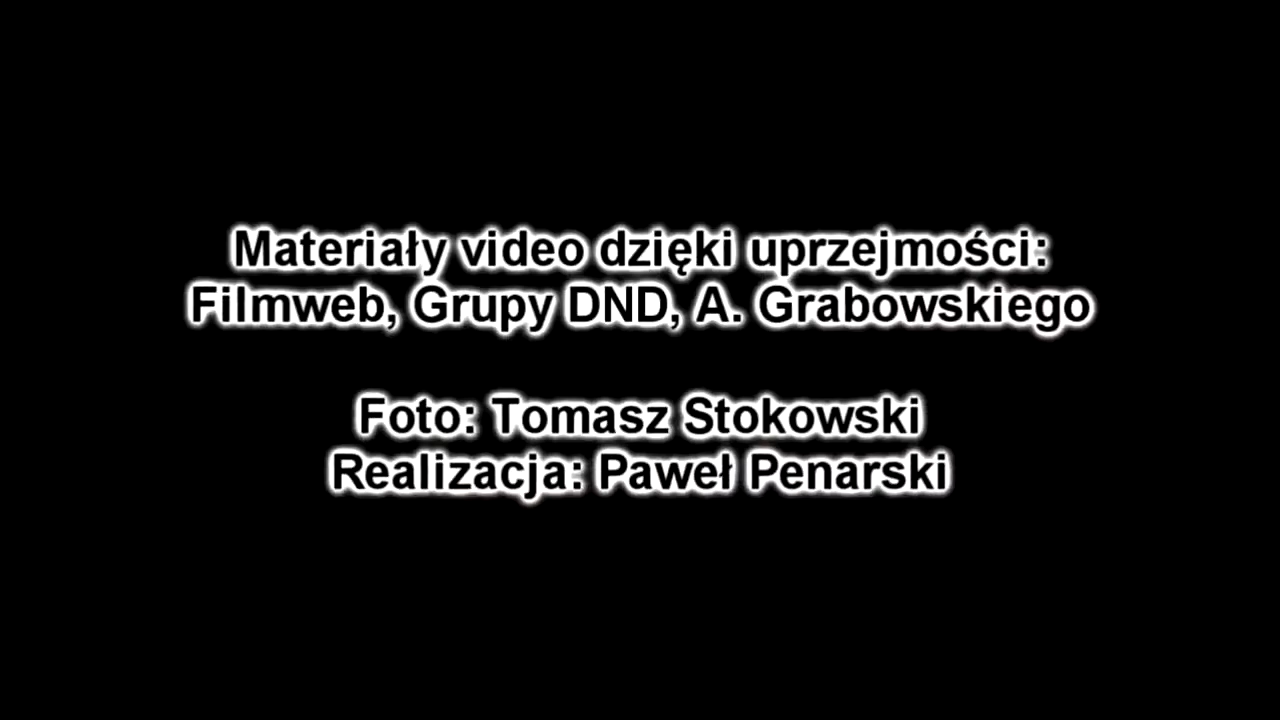 Materiały video dzięki uprzejmości:
Filmweb, Grupy DND, A. Grabowskiego
Foto: Tomasz Stokowski
Realizacja: Paweł Penarski